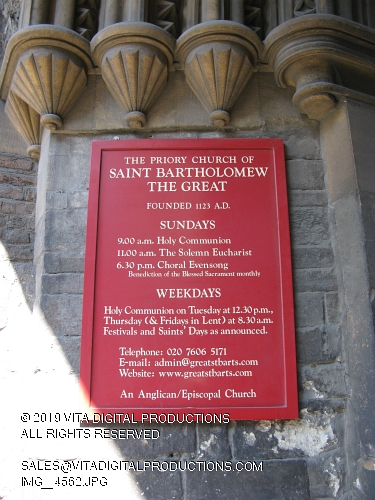 THE PRIORY CHURCH OF
SAINT BARTHOLOMEW
THE GREAT
FOUNDED 1123 A.D.
SUNDAYS
9.00 a.m. Holy Communion
11.00 a.m. The Solemn Eucharist
6.30 p.m. Choral Evensong
Benediction of the Blessed Sacrament monthly
WEEKDAYS
Holy Communion on Tuesday at 12.30 p.m.,
Thursday (& Fridays in Lent) at 8.30 a.m.
Festivals and Saints' Days as announced.
Telephone: 020 7606 5171
E-mail: admin@greatstbarts.com
Website: www.greatstbarts.com
An Anglican/Episcopal Church
© 2019 VITA DIGITAL PRODUCTIONS
ALL RIGHTS RESERVED
SALES@VITADIGITALPRODUCTIONS.COM
IMG_4562.JPG